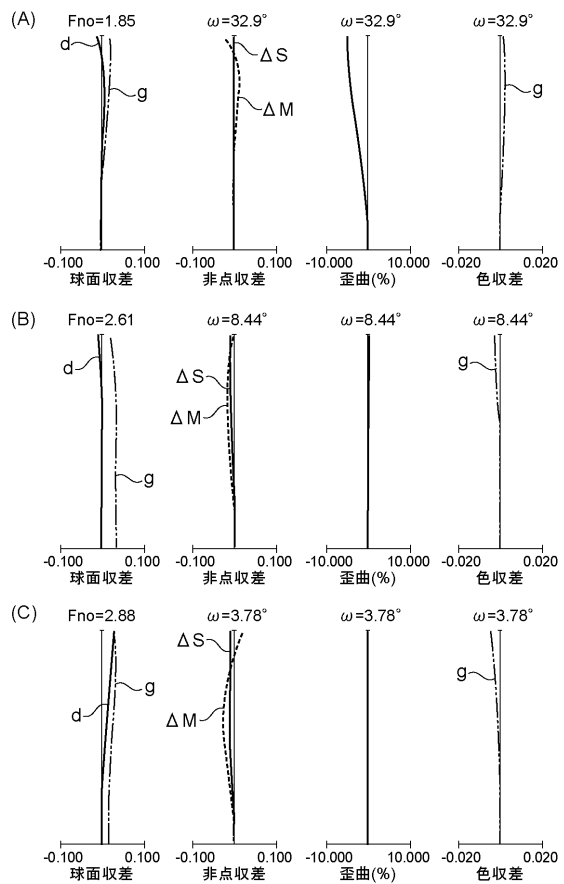 (A)
Fno=1.85 ω=32.9° ω=32.9° ω=32.9°
d g ΔS ΔM g
-0.100 0.100 -0.100 0.100 -10.000 10.000 -0.020 0.020
球面収差 非点収差 歪曲(%) 色収差
(B)
Fno=2.61 ω=8.44° ω=8.44° ω=8.44°
d g ΔS ΔM g
-0.100 0.100 -0.100 0.100 -10.000 10.000 -0.020 0.020
球面収差 非点収差 歪曲(%) 色収差
(C)
Fno=2.88 ω=3.78° ω=3.78° ω=3.78°
g d ΔS ΔM g
-0.100 0.100 -0.100 0.100 -10.000 10.000 -0.020 0.020
球面収差 非点収差 歪曲(%) 色収差